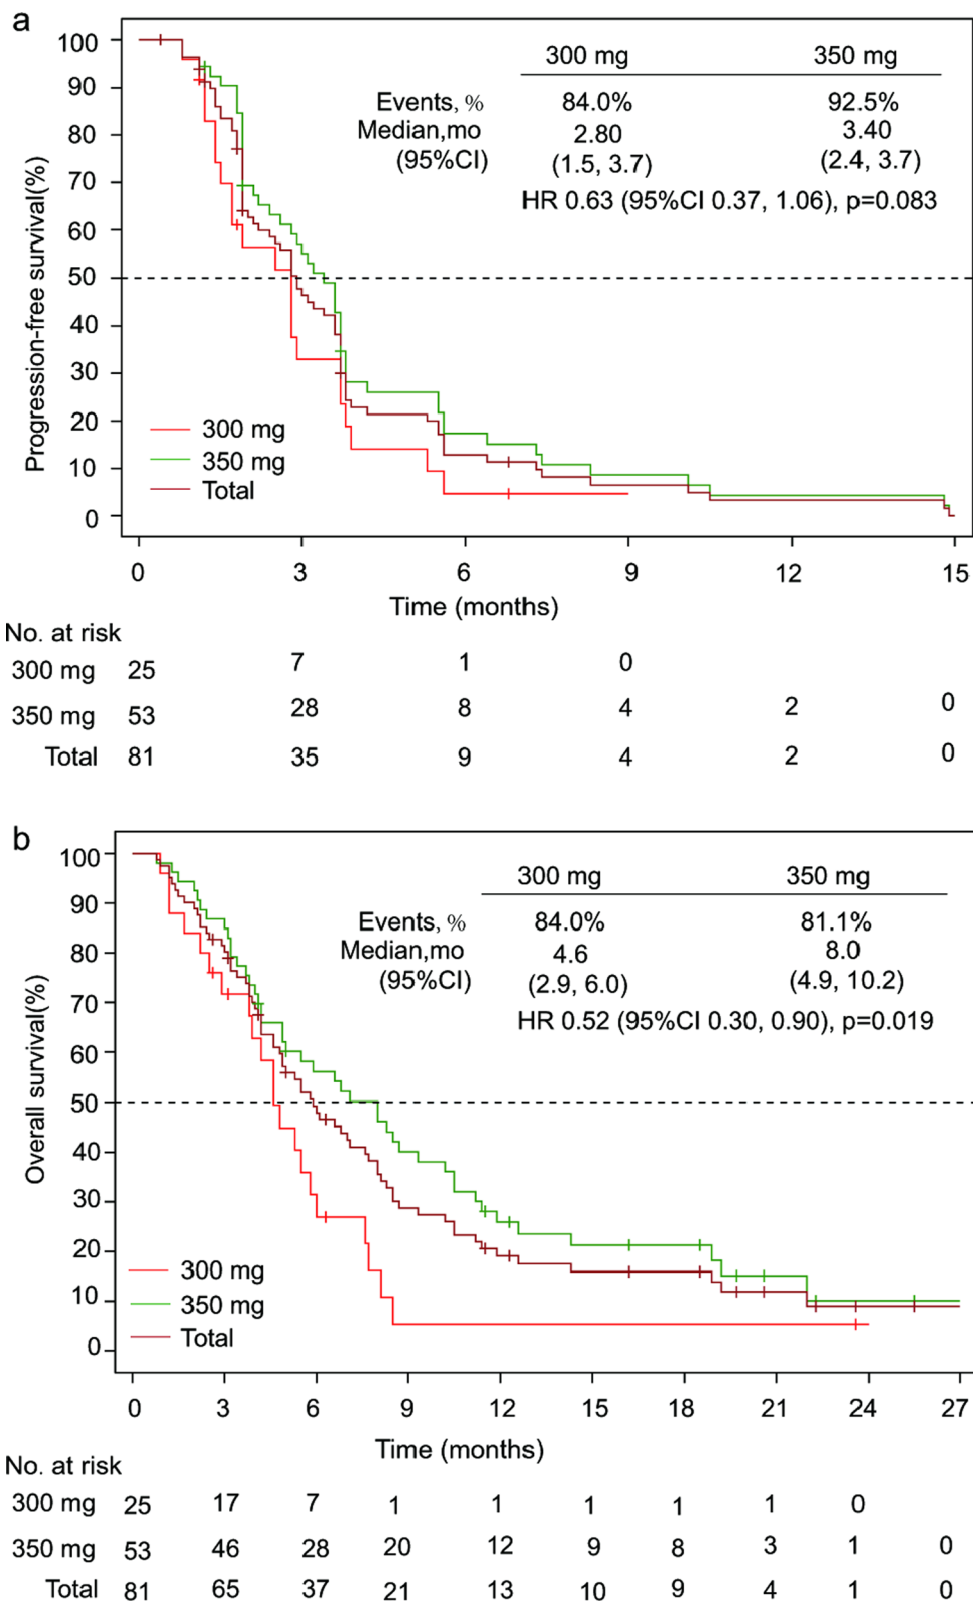 a
300 mg 350 mg
Events, % 84.0% 92.5%
Median,mo 2.80 3.40
(95%CI) (1.5, 3.7) (2.4, 3.7)
HR 0.63 (95%CI 0.37, 1.06), p=0.083
Progression-free survival(%)
100
90
80
70
60
50
40
30
20
10
0
300 mg
350 mg
Total
0 3 6 9 12 15
Time (months)
No. at risk
300 mg 25 7 1 0
350 mg 53 28 8 4 2 0
Total 81 35 9 4 2 0
b
300 mg 350 mg
Events, % 84.0% 81.1%
Median,mo 4.6 8.0
(95%CI) (2.9, 6.0) (4.9, 10.2)
HR 0.52 (95%CI 0.30, 0.90), p=0.019
Overall survival(%)
100
90
80
70
60
50
40
30
20
10
0
300 mg
350 mg
Total
0 3 6 9 12 15 18 21 24 27
Time (months)
No. at risk
300 mg 25 17 7 1 1 1 1 1 0
350 mg 53 46 28 20 12 9 8 3 1 0
Total 81 65 37 21 13 10 9 4 1 0